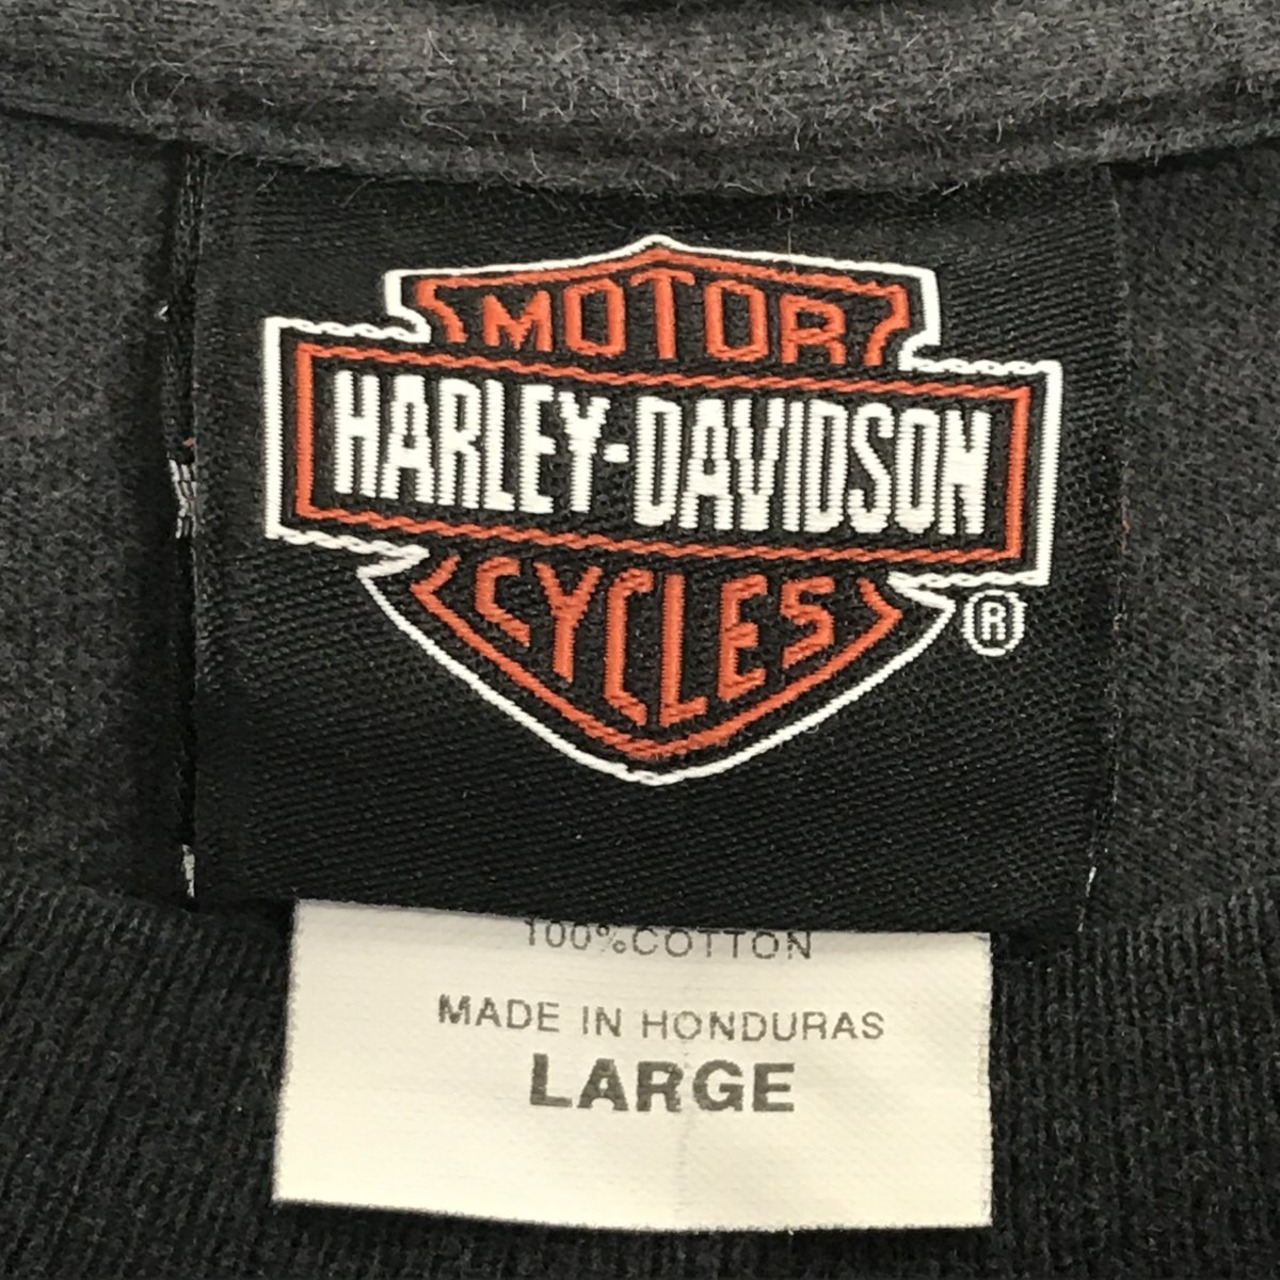 MOTOR
HARLEY-DAVIDSON
CYCLES
®
100%COTTON
MADE IN HONDURAS
LARGE